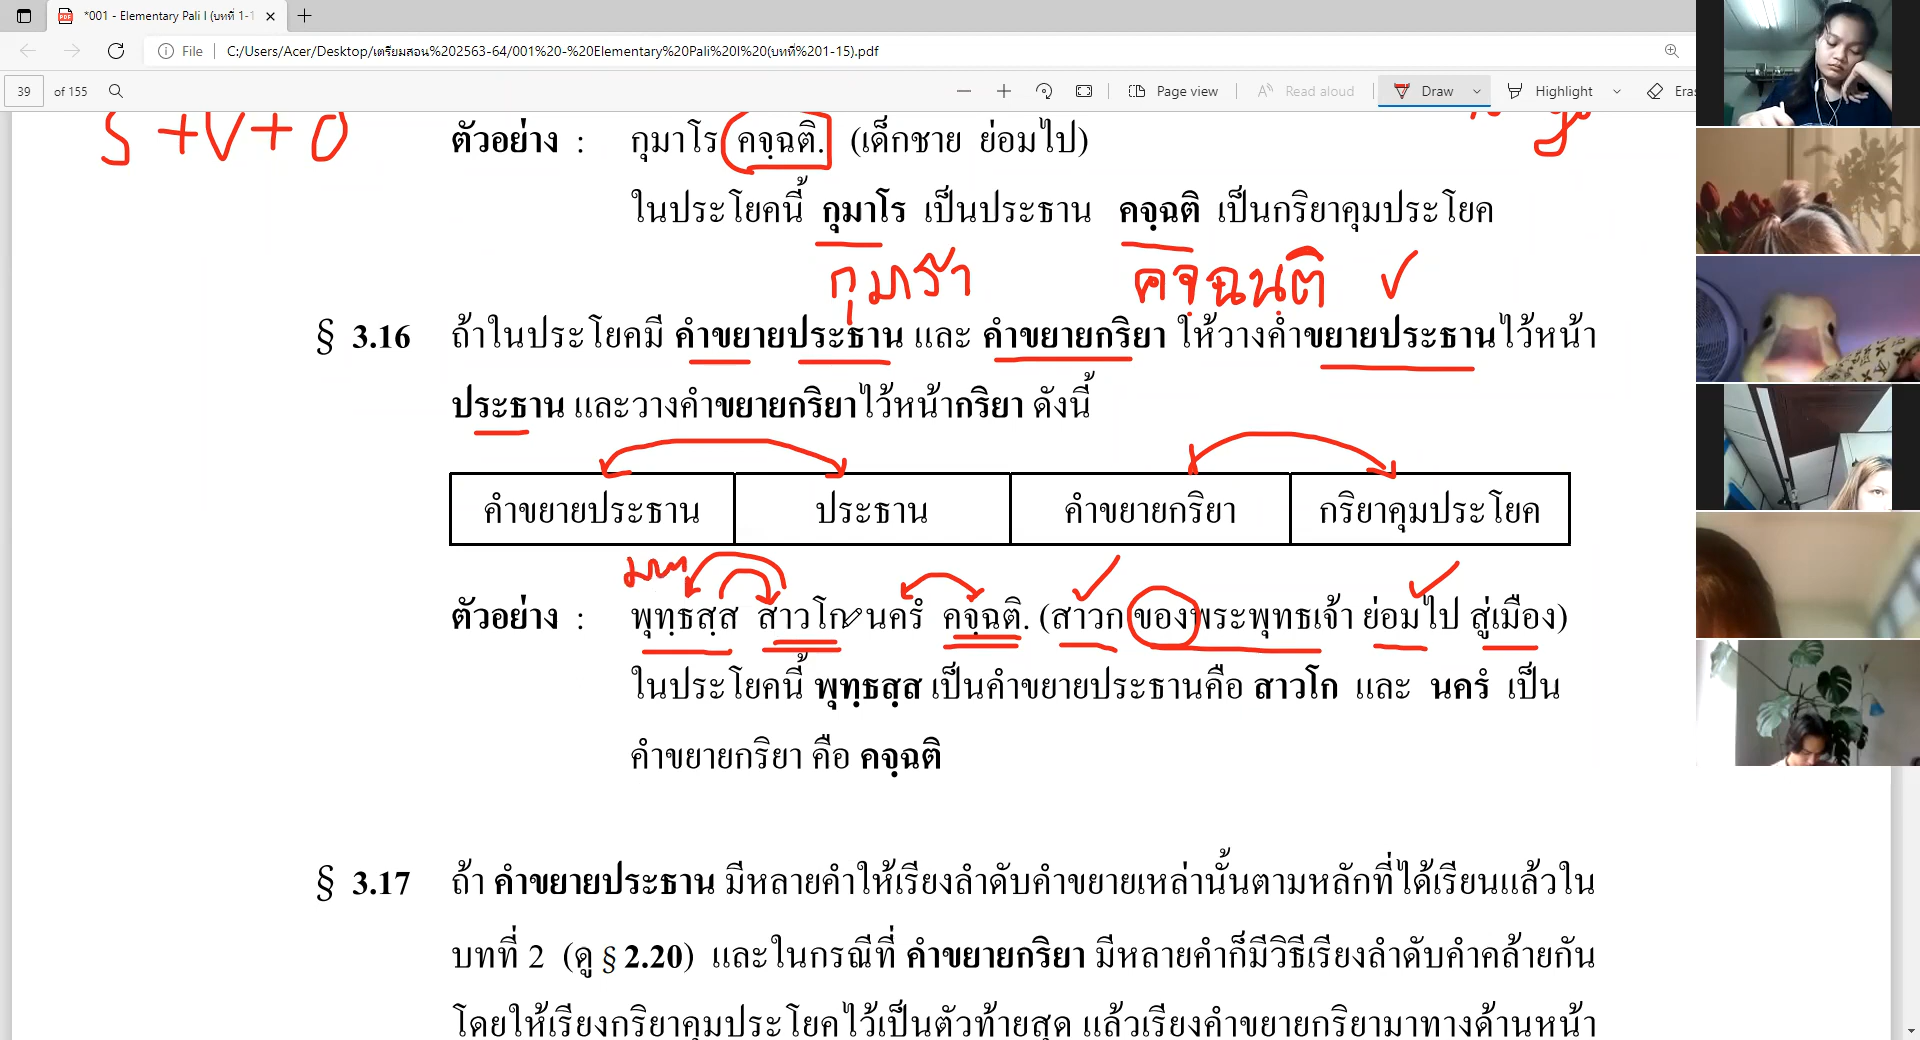 *001 - Elementary Pali I (บทที่ 1-1
File
C:/Users/Acer/Desktop/เตรียมสอน%202563-64/001%20-%20Elementary%20Pali%20I%20(บทที่%201-15).pdf
39 of 155
Page view
Read aloud
Draw
Highlight
Eras
S + V + O
ตัวอย่าง : กุมาโร คจฺฉติ. (เด็กชาย ย่อมไป)
ในประโยคนี้ กุมาโร เป็นประธาน คจฺฉติ เป็นกริยาคุมประโยค
กุมารา คจฺฉนฺติ ✓
§ 3.16 ถ้าในประโยคมี คำขยายประธาน และ คำขยายกริยา ให้วางคำขยายประธานไว้หน้า
ประธาน และวางคำขยายกริยาไว้หน้ากริยา ดังนี้
คำขยายประธาน ประธาน คำขยายกริยา กริยาคุมประโยค
ตัวอย่าง : พุทฺธสฺส สาวโก นครํ คจฺฉติ. (สาวก ของพระพุทธเจ้า ย่อมไป สู่เมือง)
ในประโยคนี้ พุทฺธสฺส เป็นคำขยายประธานคือ สาวโก และ นครํ เป็น
คำขยายกริยา คือ คจฺฉติ
§ 3.17 ถ้า คำขยายประธาน มีหลายคำให้เรียงลำดับคำขยายเหล่านั้นตามหลักที่ได้เรียนแล้วใน
บทที่ 2 (ดู § 2.20) และในกรณีที่ คำขยายกริยา มีหลายคำก็มีวิธีเรียงลำดับคำคล้ายกัน
โดยให้เรียงกริยาคุมประโยคไว้เป็นตัวท้ายสุด แล้วเรียงคำขยายกริยามาทางด้านหน้า